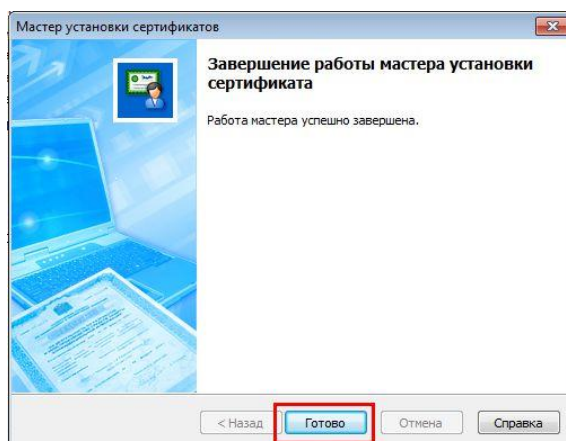 Мастер установки сертификатов
Завершение работы мастера установки
сертификата
Работа мастера успешно завершена.
< Назад
Готово
Отмена
Справка